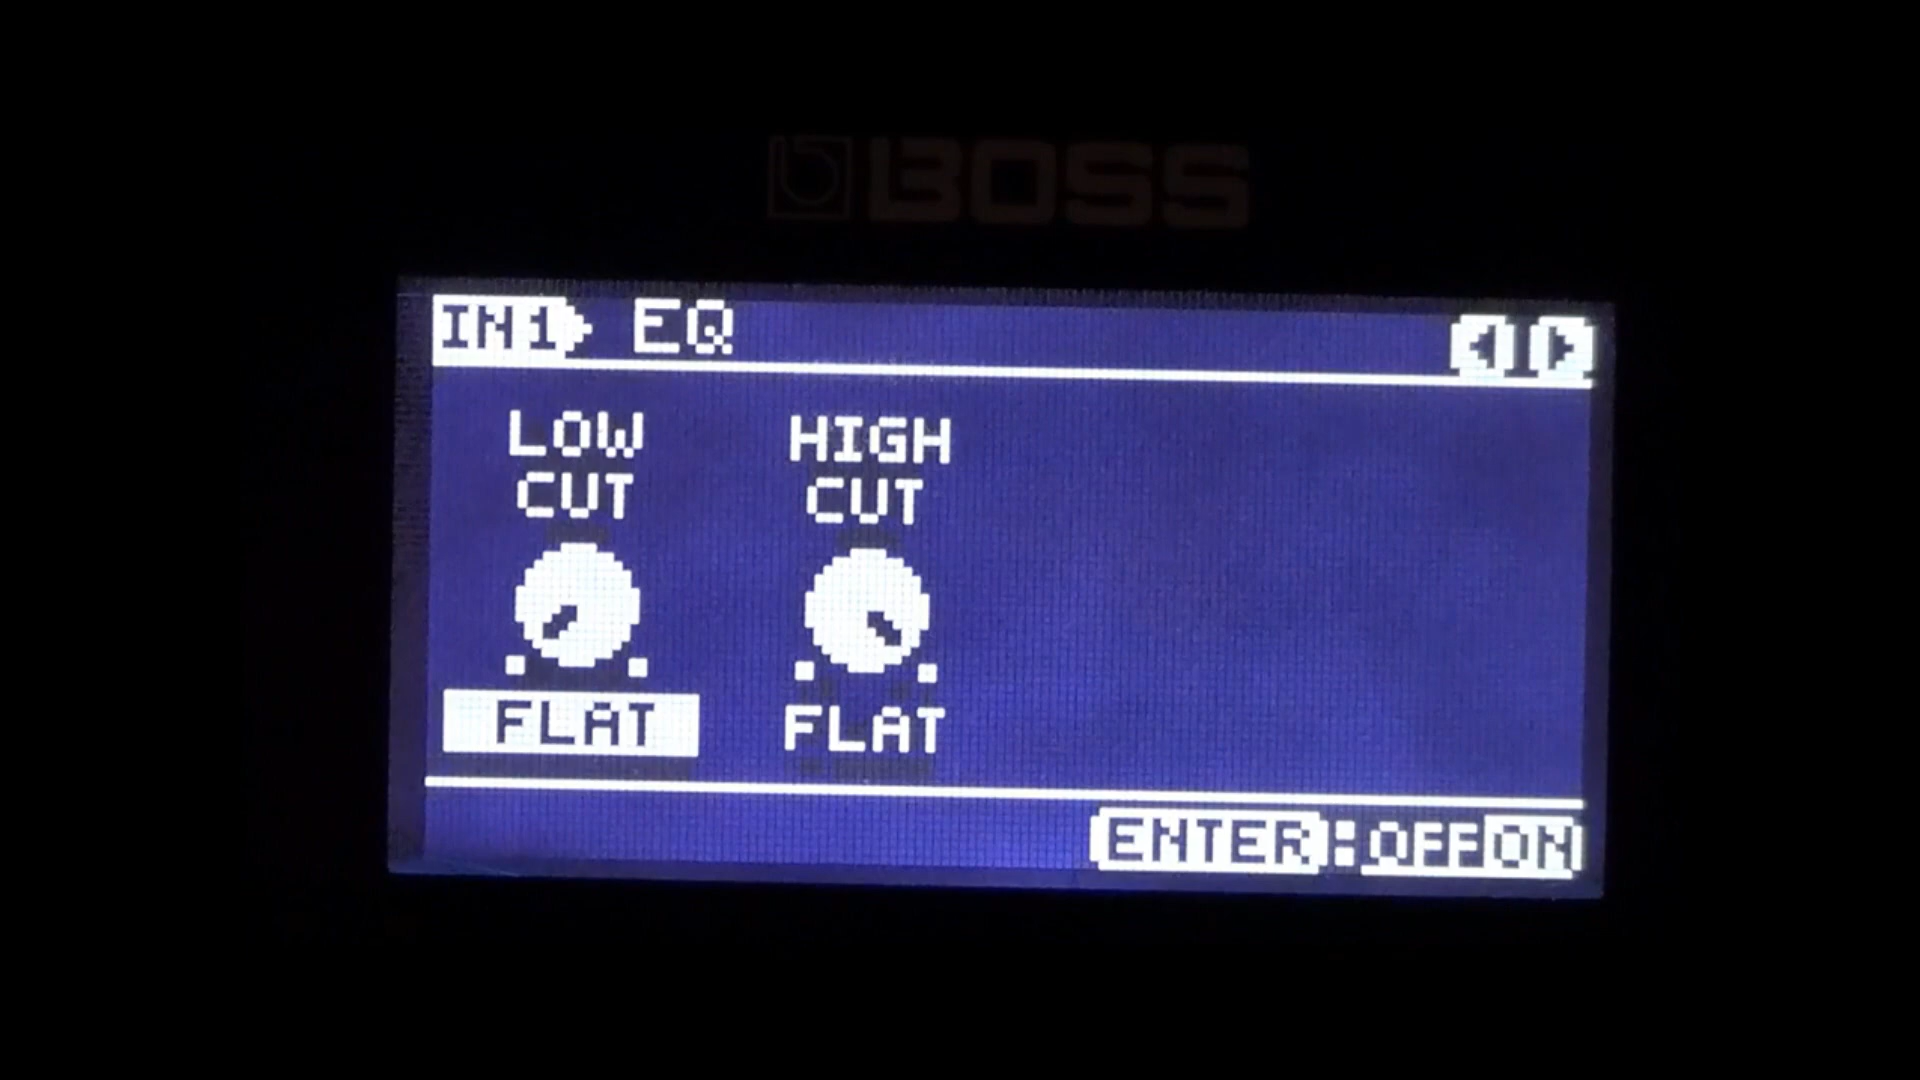 BOSS
IN1 EQ
LOW CUT
HIGH CUT
FLAT
FLAT
ENTER:OFF ON